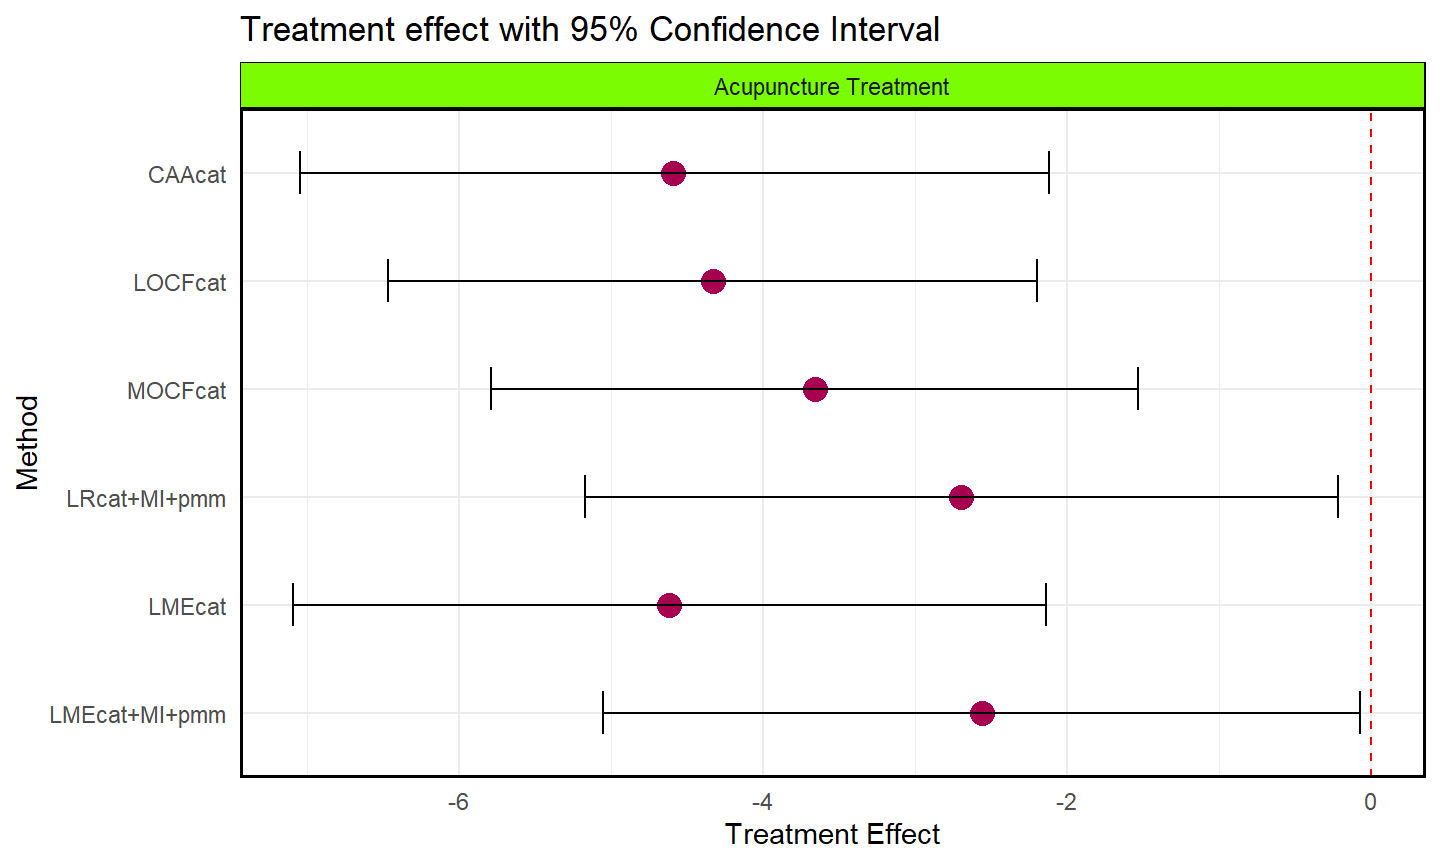 Treatment effect with 95% Confidence Interval
Acupuncture Treatment
CAAcat
LOCFcat
MOCFcat
LRcat+MI+pmm
LMEcat
LMEcat+MI+pmm
Method
-6 -4 -2 0
Treatment Effect